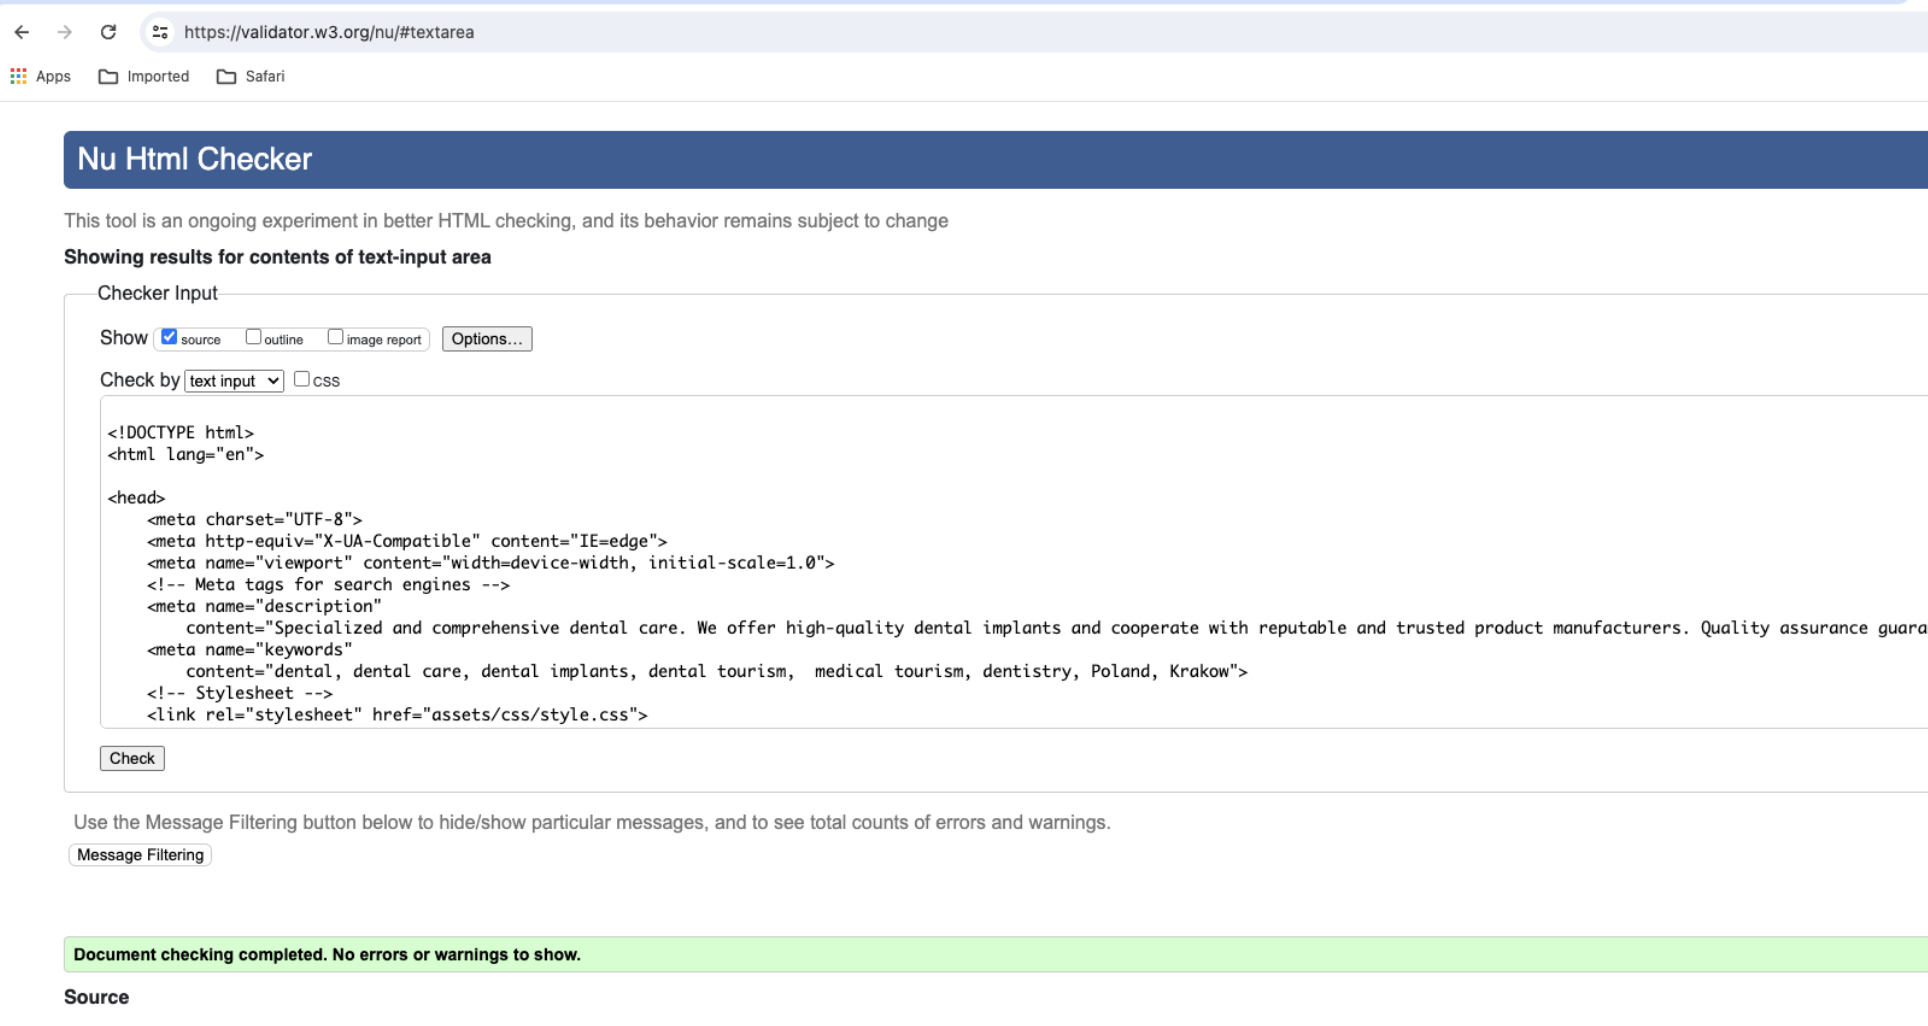 https://validator.w3.org/nu/#textarea
Apps Imported Safari
Nu Html Checker
This tool is an ongoing experiment in better HTML checking, and its behavior remains subject to change
Showing results for contents of text-input area
Checker Input
Show source outline image report Options...
Check by text input css
<!DOCTYPE html>
<html lang="en">
<head>
<meta charset="UTF-8">
<meta http-equiv="X-UA-Compatible" content="IE=edge">
<meta name="viewport" content="width=device-width, initial-scale=1.0">
<!-- Meta tags for search engines -->
<meta name="description"
content="Specialized and comprehensive dental care. We offer high-quality dental implants and cooperate with reputable and trusted product manufacturers. Quality assurance guara
<meta name="keywords"
content="dental, dental care, dental implants, dental tourism,  medical tourism, dentistry, Poland, Krakow">
<!-- Stylesheet -->
<link rel="stylesheet" href="assets/css/style.css">
Check
Use the Message Filtering button below to hide/show particular messages, and to see total counts of errors and warnings.
Message Filtering
Document checking completed. No errors or warnings to show.
Source